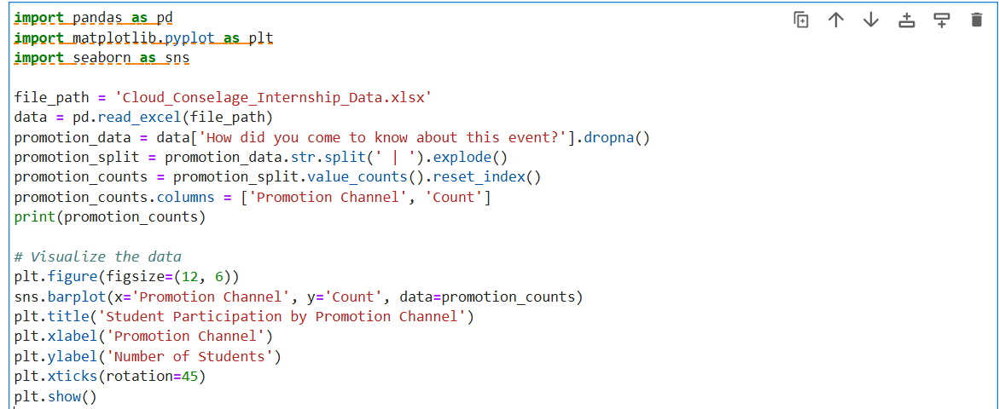 import pandas as pd
import matplotlib.pyplot as plt
import seaborn as sns
file_path = 'Cloud_Conselage_Internship_Data.xlsx'
data = pd.read_excel(file_path)
promotion_data = data['How did you come to know about this event?'].dropna()
promotion_split = promotion_data.str.split(' | ').explode()
promotion_counts = promotion_split.value_counts().reset_index()
promotion_counts.columns = ['Promotion Channel', 'Count']
print(promotion_counts)
# Visualize the data
plt.figure(figsize=(12, 6))
sns.barplot(x='Promotion Channel', y='Count', data=promotion_counts)
plt.title('Student Participation by Promotion Channel')
plt.xlabel('Promotion Channel')
plt.ylabel('Number of Students')
plt.xticks(rotation=45)
plt.show()